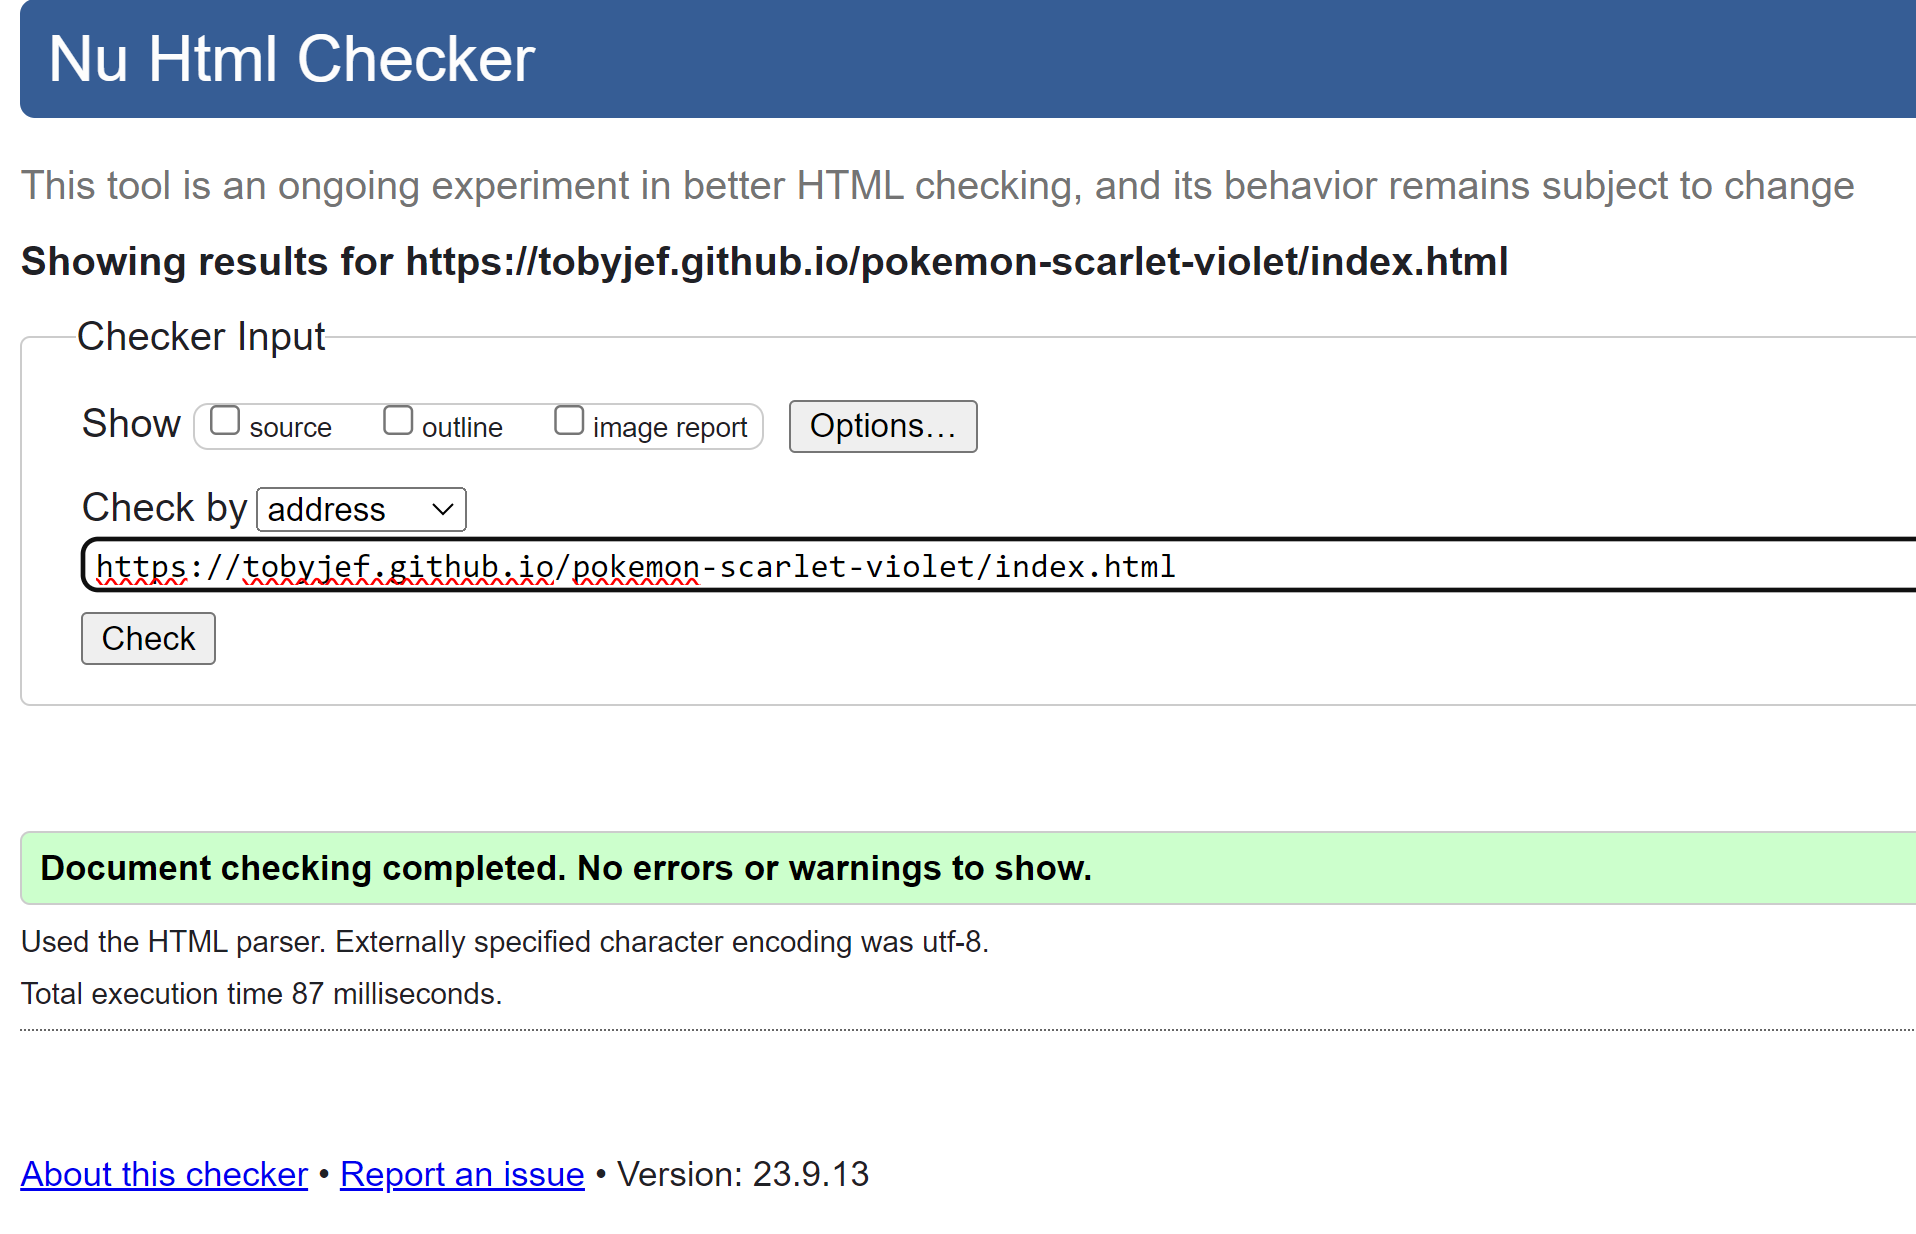 Nu Html Checker
This tool is an ongoing experiment in better HTML checking, and its behavior remains subject to change
Showing results for https://tobyjef.github.io/pokemon-scarlet-violet/index.html
Checker Input
Show source outline image report Options…
Check by address
https://tobyjef.github.io/pokemon-scarlet-violet/index.html
Check
Document checking completed. No errors or warnings to show.
Used the HTML parser. Externally specified character encoding was utf-8.
Total execution time 87 milliseconds.
About this checker • Report an issue • Version: 23.9.13